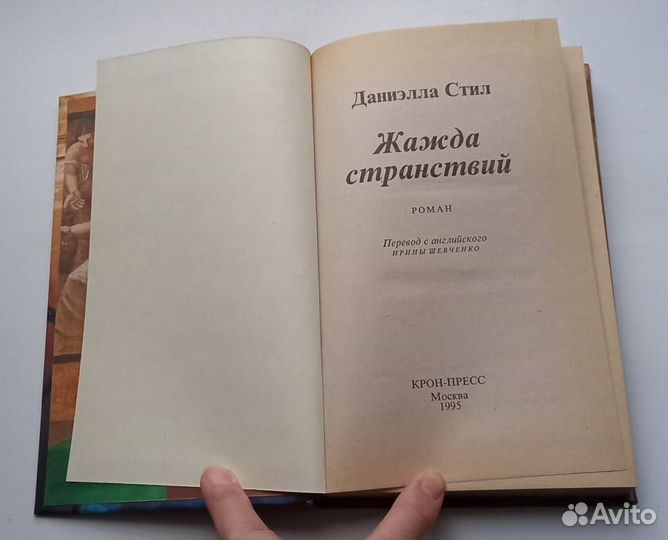 Даниэлла Стил
Жажда
странствий
РОМАН
Перевод с английского
ИРИНЫ ШЕВЧЕНКО
КРОН-ПРЕСС
Москва
1995
Avito